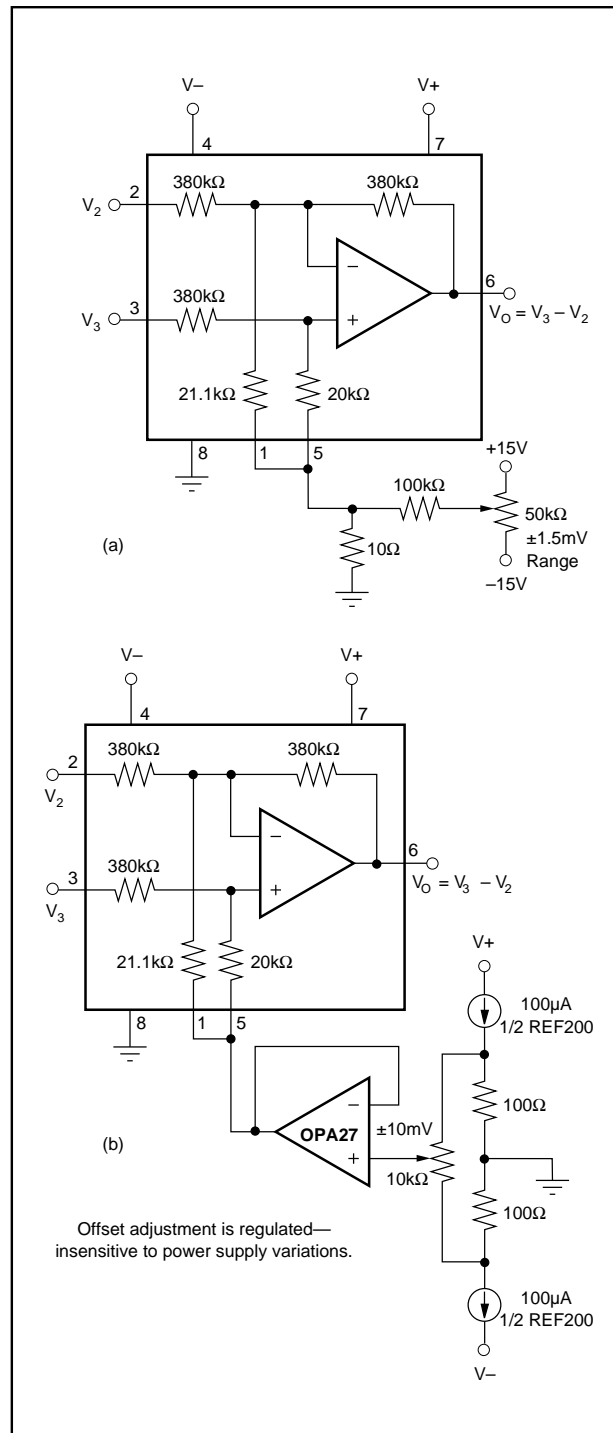 V–
V+
4
7
380kΩ
380kΩ
2
V2
–
3
380kΩ
6
V3
+
VO = V3 – V2
21.1kΩ
20kΩ
8
1
5
+15V
100kΩ
50kΩ
±1.5mV
Range
(a)
10Ω
–15V
V–
V+
4
7
380kΩ
380kΩ
2
V2
–
3
380kΩ
6
V3
+
VO = V3 – V2
21.1kΩ
20kΩ
V+
8
1
5
100µA
1/2 REF200
–
100Ω
(b)
OPA27
±10mV
+
10kΩ
100Ω
Offset adjustment is regulated—
insensitive to power supply variations.
100µA
1/2 REF200
V–